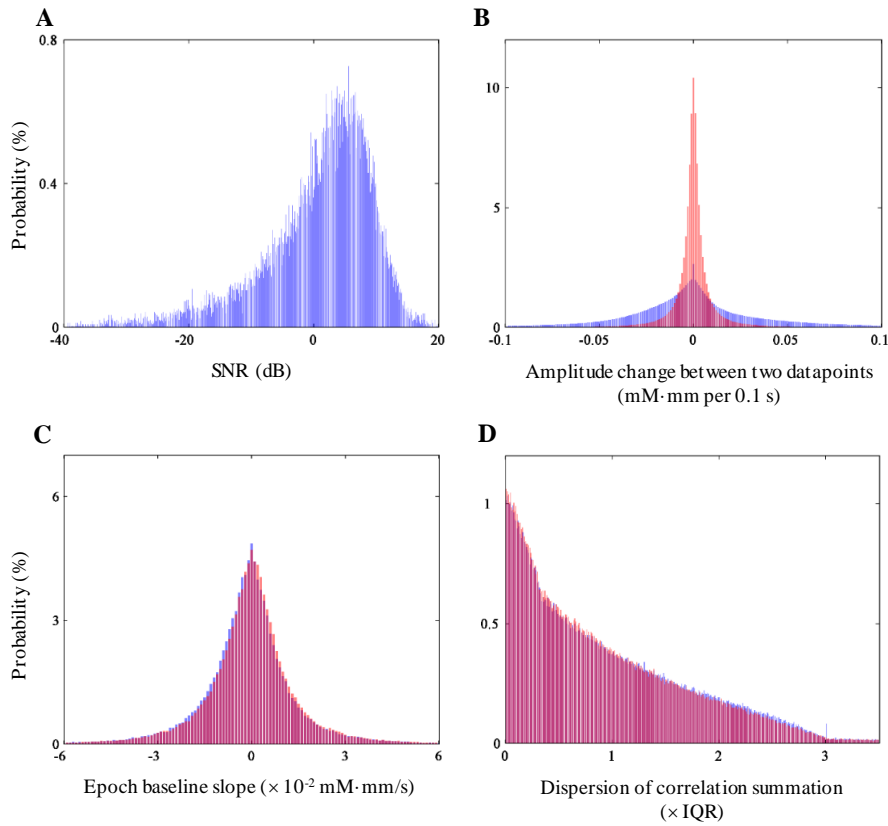 A
0.8
0.4
0
-40
-20
0
20
Probability (%)
SNR (dB)
B
10
5
0
-0.1
-0.05
0
0.05
0.1
Amplitude change between two datapoints
(mM·mm per 0.1 s)
C
6
3
0
-6
-3
0
3
6
Probability (%)
Epoch baseline slope (× 10⁻² mM·mm/s)
D
1
0.5
0
0
1
2
3
Dispersion of correlation summation
(× IQR)